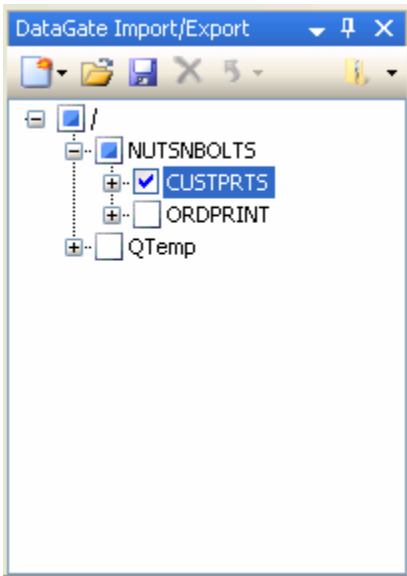 DataGate Import/Export
/
NUTSNBOLTS
CUSTPRTS
ORDPRINT
QTemp